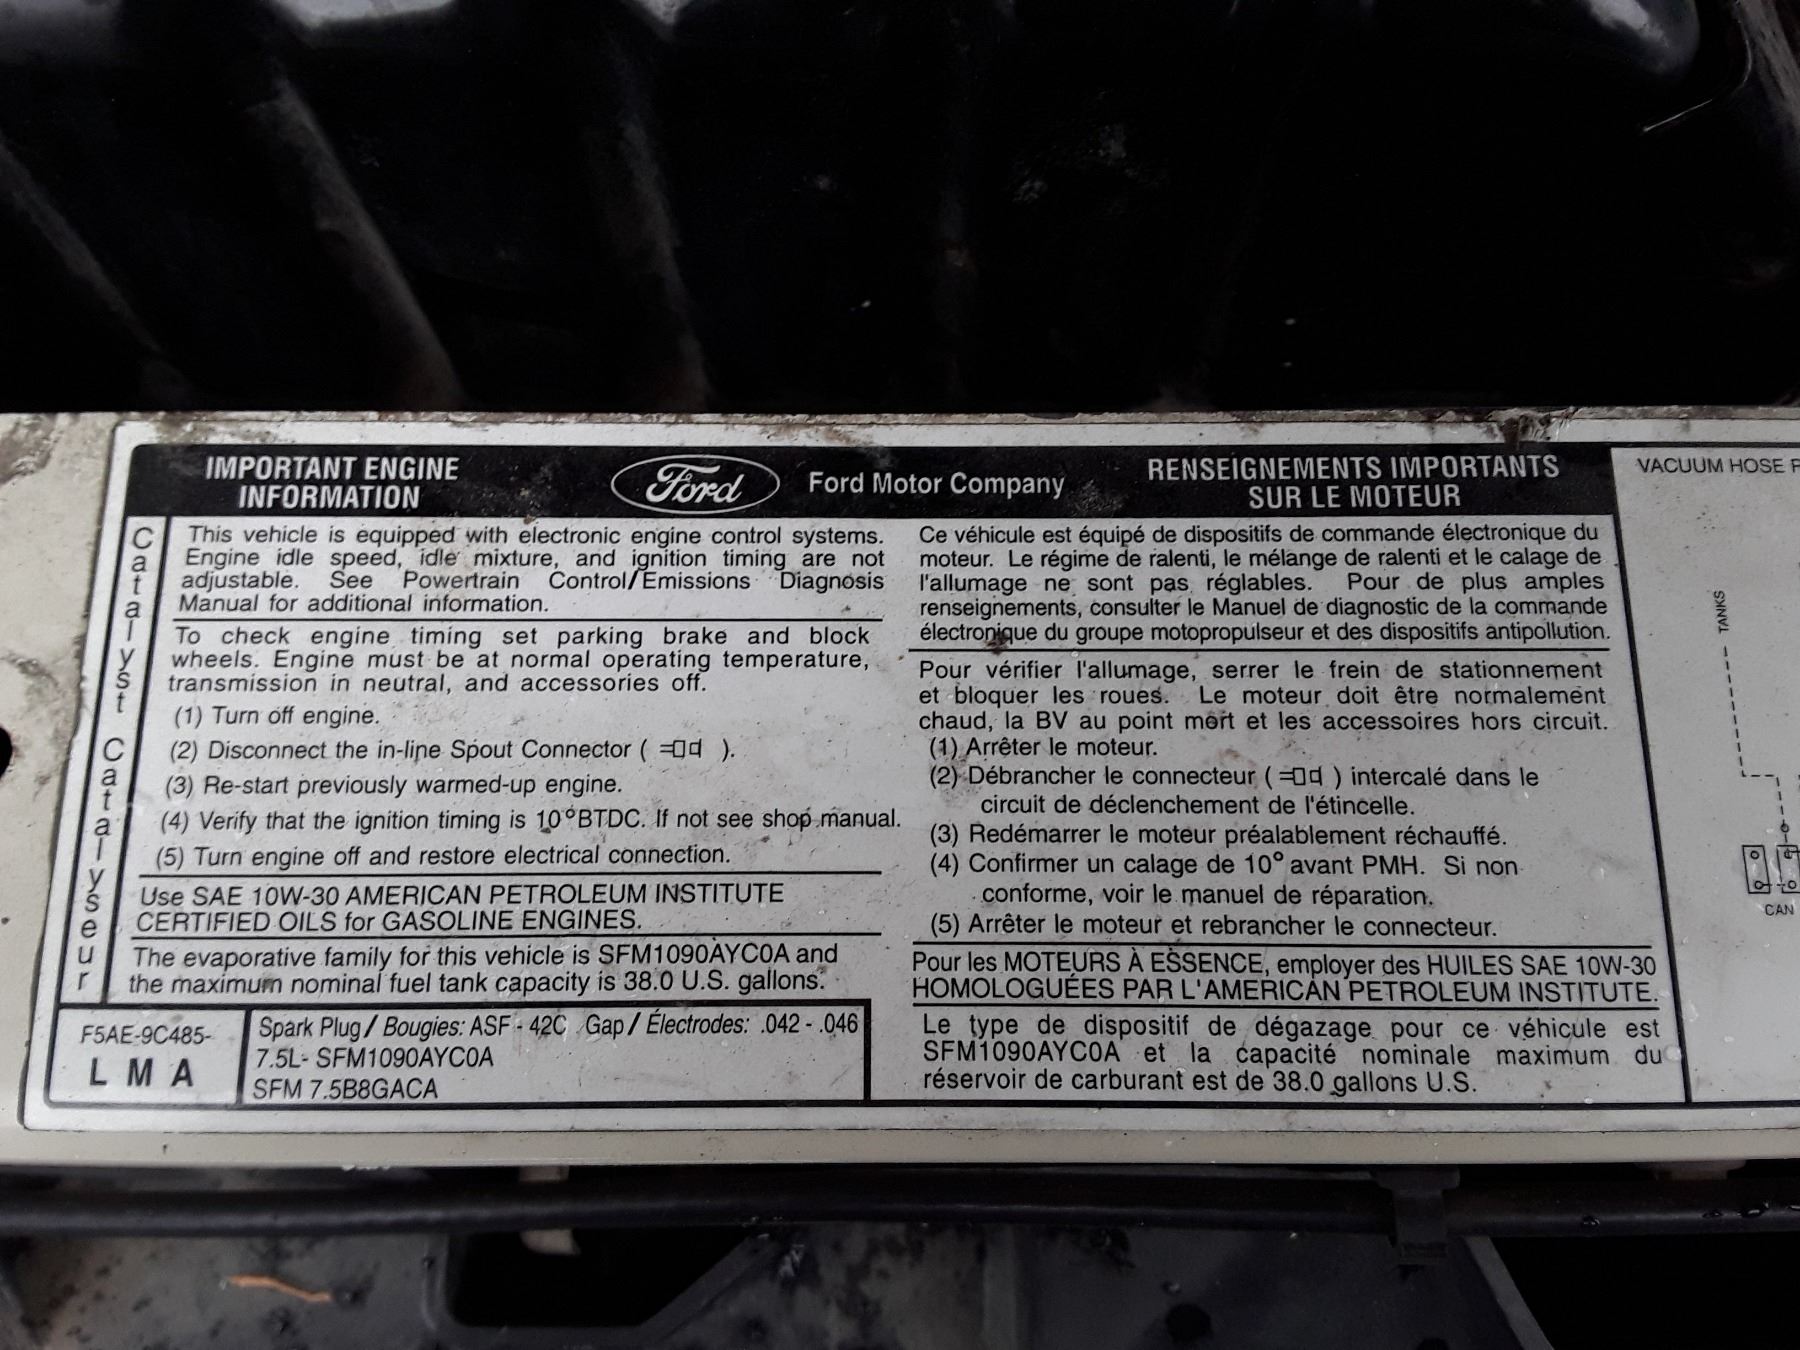 IMPORTANT ENGINE
INFORMATION
Ford
Ford Motor Company
RENSEIGNEMENTS IMPORTANTS
SUR LE MOTEUR
VACUUM HOSE
Catalyst Catalyseur
This vehicle is equipped with electronic engine control systems.
Engine idle speed, idle mixture, and ignition timing are not
adjustable. See Powertrain Control/Emissions Diagnosis
Manual for additional information.
To check engine timing set parking brake and block
wheels. Engine must be at normal operating temperature,
transmission in neutral, and accessories off.
(1) Turn off engine.
(2) Disconnect the in-line Spout Connector ( ).
(3) Re-start previously warmed-up engine.
(4) Verify that the ignition timing is 10°BTDC. If not see shop manual.
(5) Turn engine off and restore electrical connection.
Use SAE 10W-30 AMERICAN PETROLEUM INSTITUTE
CERTIFIED OILS for GASOLINE ENGINES.
The evaporative family for this vehicle is SFM1090AYC0A and
the maximum nominal fuel tank capacity is 38.0 U.S. gallons.
F5AE-9C485-
L M A
Spark Plug/Bougies: ASF-42C Gap/Électrodes: .042-.046
7.5L- SFM1090AYC0A
SFM 7.5B8GACA
Ce véhicule est équipé de dispositifs de commande électronique du
moteur. Le régime de ralenti, le mélange de ralenti et le calage de
l'allumage ne sont pas réglables. Pour de plus amples
renseignements, consulter le Manuel de diagnostic de la commande
électronique du groupe motopropulseur et des dispositifs antipollution.
Pour vérifier l'allumage, serrer le frein de stationnement
et bloquer les roues. Le moteur doit être normalement
chaud, la BV au point mort et les accessoires hors circuit.
(1) Arrêter le moteur.
(2) Débrancher le connecteur ( ) intercalé dans le
circuit de déclenchement de l'étincelle.
(3) Redémarrer le moteur préalablement réchauffé.
(4) Confirmer un calage de 10° avant PMH. Si non
conforme, voir le manuel de réparation.
(5) Arrêter le moteur et rebrancher le connecteur.
Pour les MOTEURS À ESSENCE, employer des HUILES SAE 10W-30
HOMOLOGUÉES PAR L'AMERICAN PETROLEUM INSTITUTE.
Le type de dispositif de dégazage pour ce véhicule est
SFM1090AYC0A et la capacité nominale maximum du
réservoir de carburant est de 38.0 gallons U.S.
TANKS
CAN